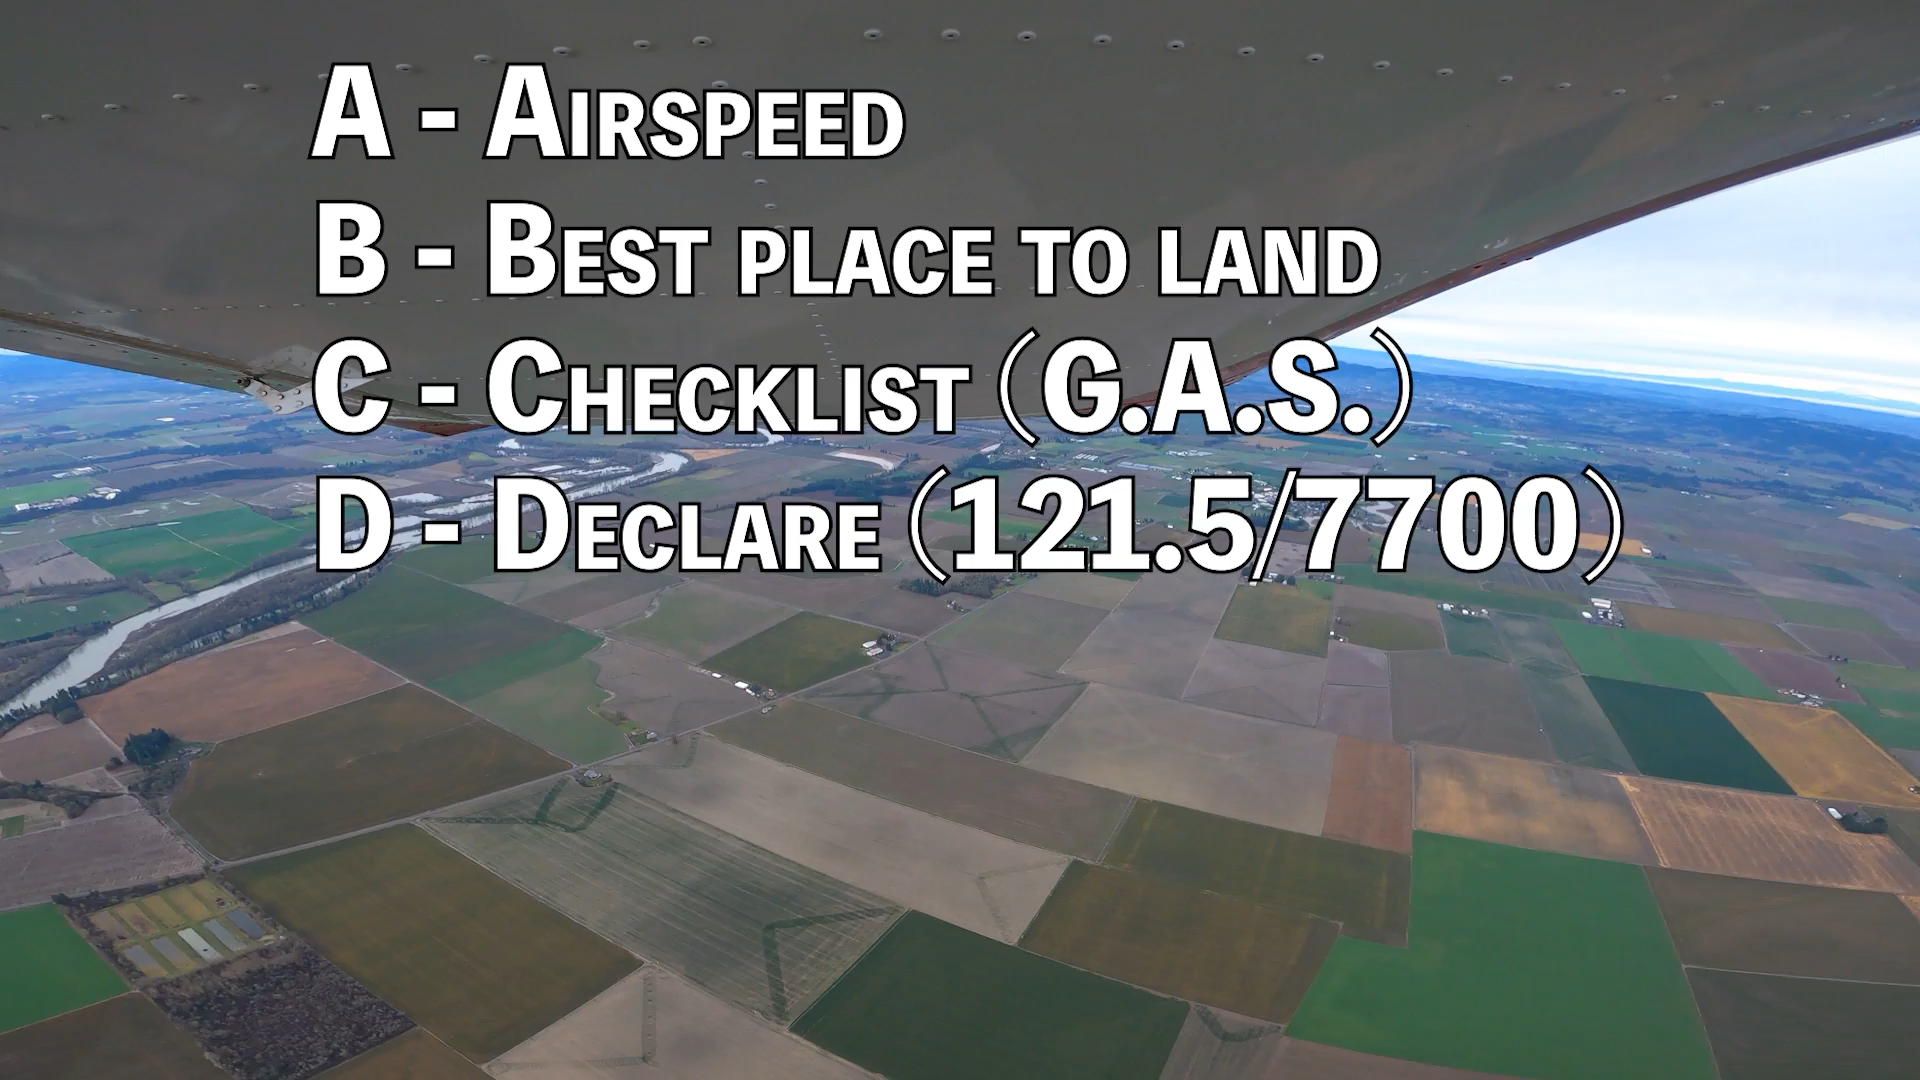 A - Airspeed
B - Best place to land
C - Checklist (G.A.S.)
D - Declare (121.5/7700)